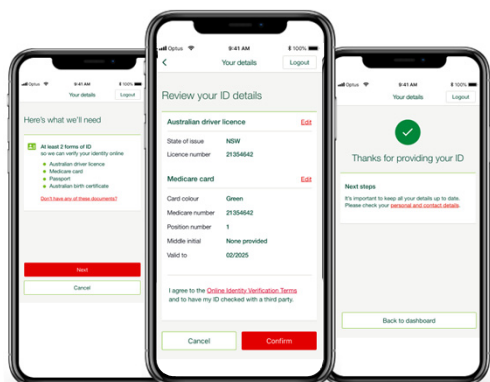 Optus 9:41 AM 100%
Your details Logout
Here's what we'll need
At least 2 forms of ID
so we can verify your identity online
Australian driver licence
Medicare card
Passport
Australian birth certificate
Don't have any of these documents?
Next
Cancel
Optus 9:41 AM 100%
Your details Logout
Review your ID details
Australian driver licence Edit
State of issue NSW
Licence number 21354642
Medicare card Edit
Card colour Green
Medicare number 21354642
Position number 1
Middle initial None provided
Valid to 02/2025
I agree to the Online Identity Verification Terms
and to have my ID checked with a third party.
Cancel Confirm
Optus 9:41 AM 100%
Your details Logout
Thanks for providing your ID
Next steps
It's important to keep all your details up to date.
Please check your personal and contact details.
Back to dashboard